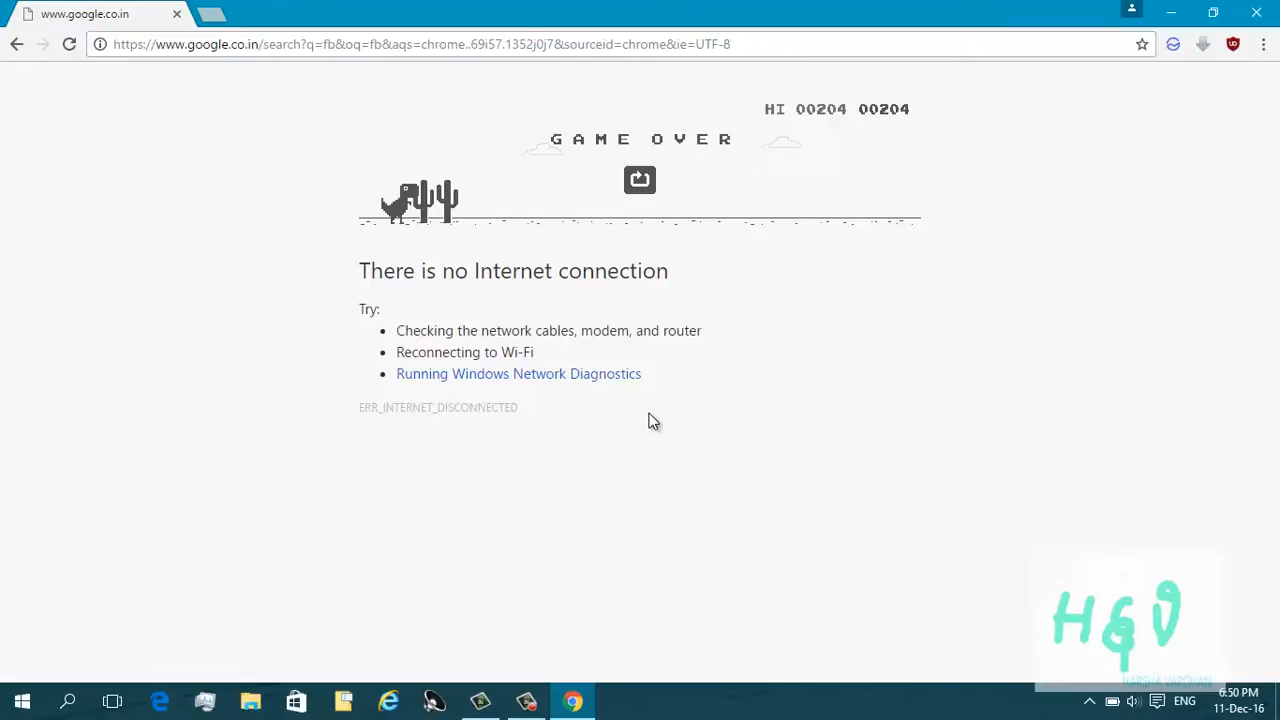 www.google.co.in
https://www.google.co.in/search?q=fb&oq=fb&aqs=chrome..69i57.1352j0j7&sourceid=chrome&ie=UTF-8
HI 00204 00204
GAME OVER
There is no Internet connection
Try:
Checking the network cables, modem, and router
Reconnecting to Wi-Fi
Running Windows Network Diagnostics
ERR_INTERNET_DISCONNECTED
HARSHA VARDHAN
ENG
6:50 PM
11-Dec-16